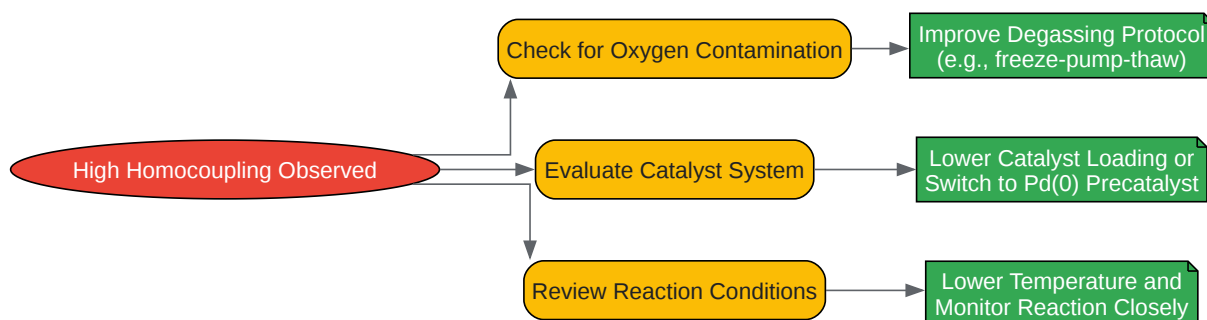 Check for Oxygen Contamination
Improve Degassing Protocol
(e.g., freeze-pump-thaw)
High Homocoupling Observed
Evaluate Catalyst System
Lower Catalyst Loading or
Switch to Pd(0) Precatalyst
Review Reaction Conditions
Lower Temperature and
Monitor Reaction Closely